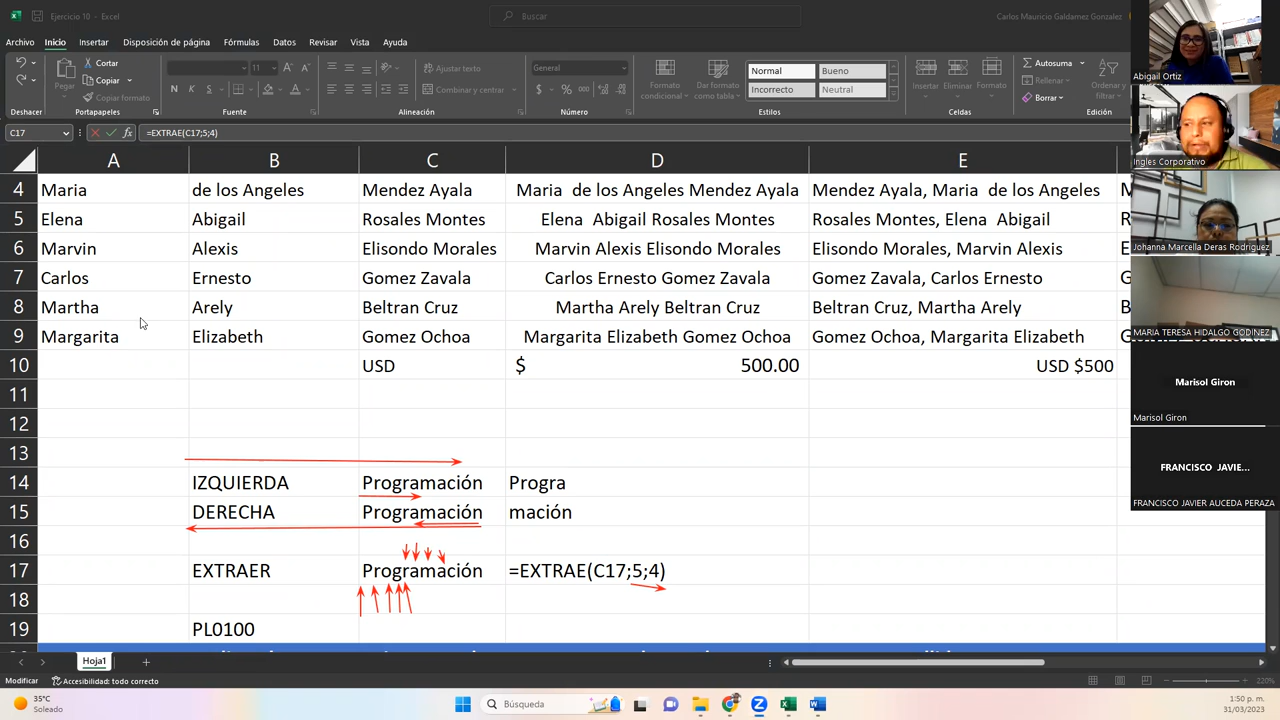 Ejercicio 10 - Excel
Buscar
Carlos Mauricio Galdamez Gonzalez
Archivo Inicio Insertar Disposición de página Fórmulas Datos Revisar Vista Ayuda
Cortar
Copiar
Copiar formato
Pegar
11
N K S
Ajustar texto
Combinar y centrar
General
$ % 000
Formato condicional
Dar formato como tabla
Normal Bueno
Incorrecto Neutral
Insertar Eliminar Formato
Autosuma
Rellenar
Borrar
Ordenar y filtrar
Deshacer Portapapeles Fuente Alineación Número Estilos Celdas
C17 =EXTRAE(C17;5;4)
A B C D E
4 Maria de los Angeles Mendez Ayala Maria de los Angeles Mendez Ayala Mendez Ayala, Maria de los Angeles
5 Elena Abigail Rosales Montes Elena Abigail Rosales Montes Rosales Montes, Elena Abigail
6 Marvin Alexis Elisondo Morales Marvin Alexis Elisondo Morales Elisondo Morales, Marvin Alexis
7 Carlos Ernesto Gomez Zavala Carlos Ernesto Gomez Zavala Gomez Zavala, Carlos Ernesto
8 Martha Arely Beltran Cruz Martha Arely Beltran Cruz Beltran Cruz, Martha Arely
9 Margarita Elizabeth Gomez Ochoa Margarita Elizabeth Gomez Ochoa Gomez Ochoa, Margarita Elizabeth
10 USD $ 500.00 USD $500
11
12
13
14 IZQUIERDA Programación Progra
15 DERECHA Programación mación
16
17 EXTRAER Programación =EXTRAE(C17;5;4)
18
19 PL0100
Hoja1
Modificar Accesibilidad: todo correcto 220%
35°C
Soleado
Búsqueda
1:50 p. m.
31/03/2023
Abigail Ortiz
Ingles Corporativo
Johanna Marcella Deras Rodriguez
MARIA TERESA HIDALGO GODINEZ
Marisol Giron
Marisol Giron
FRANCISCO JAVIE...
FRANCISCO JAVIER AUCEDA PERAZA